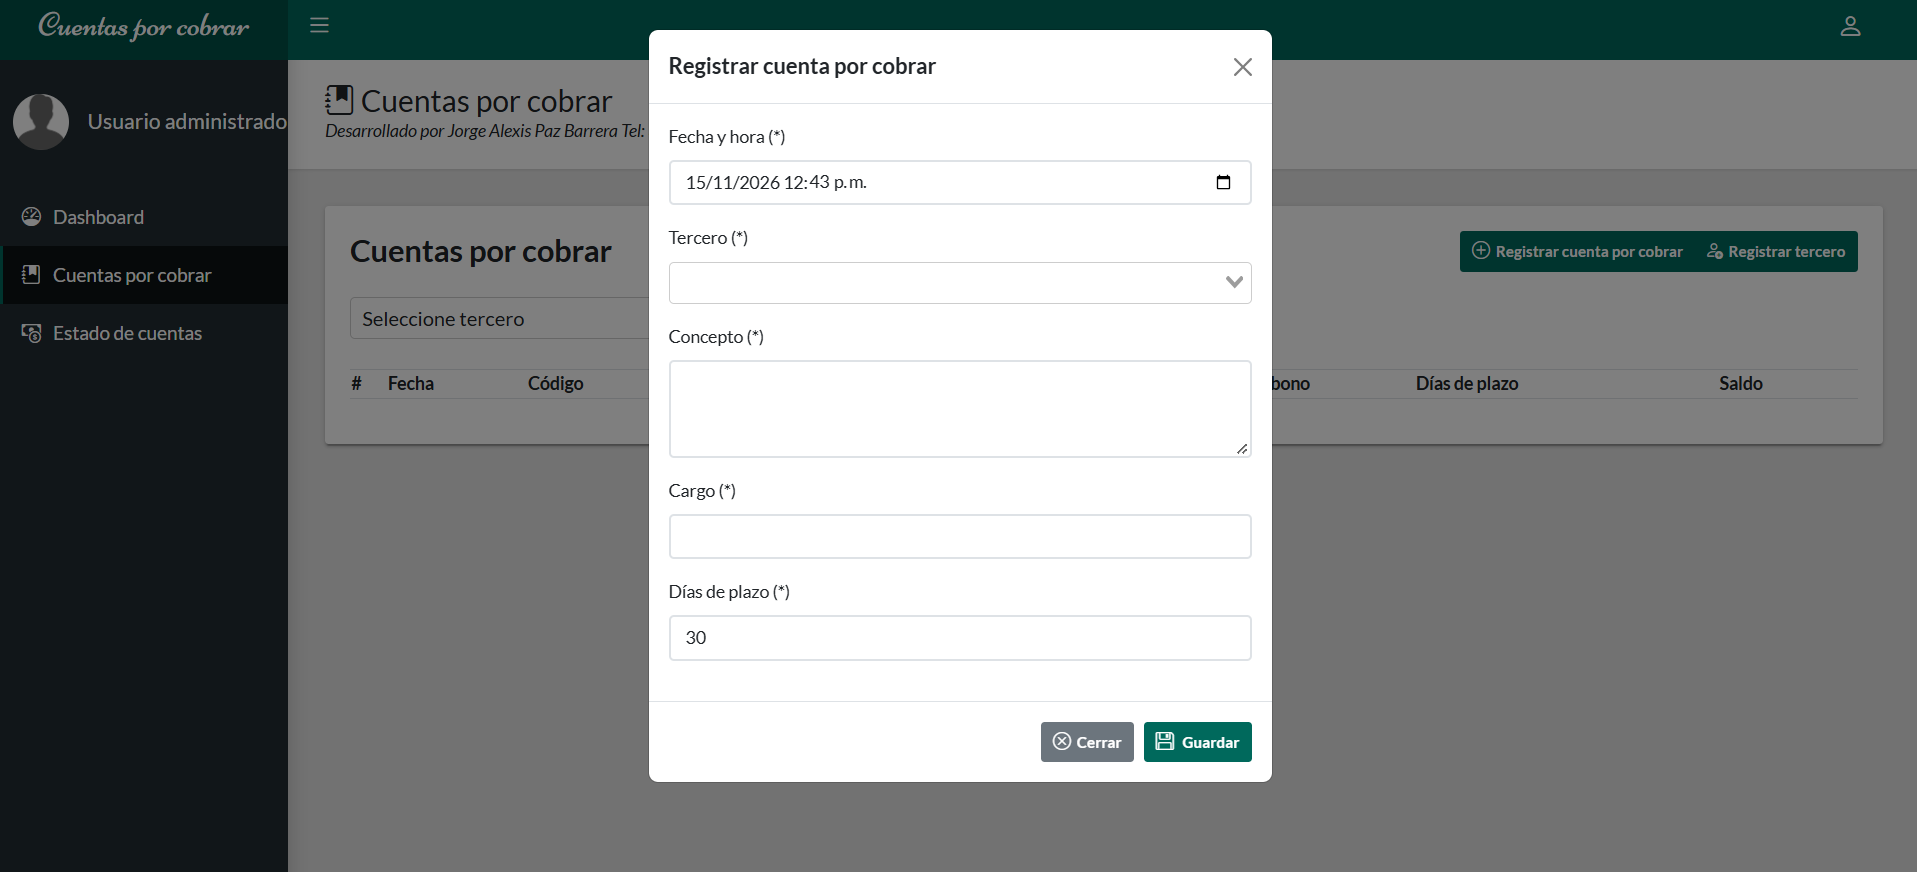 Cuentas por cobrar
Usuario administrado
Dashboard
Cuentas por cobrar
Estado de cuentas
Cuentas por cobrar
Desarrollado por Jorge Alexis Paz Barrera Tel:
Cuentas por cobrar
Registrar cuenta por cobrar
Registrar tercero
Seleccione tercero
# Fecha Código bono Días de plazo Saldo
Registrar cuenta por cobrar
Fecha y hora (*)
15/11/2026 12:43 p. m.
Tercero (*)
Concepto (*)
Cargo (*)
Días de plazo (*)
30
Cerrar
Guardar